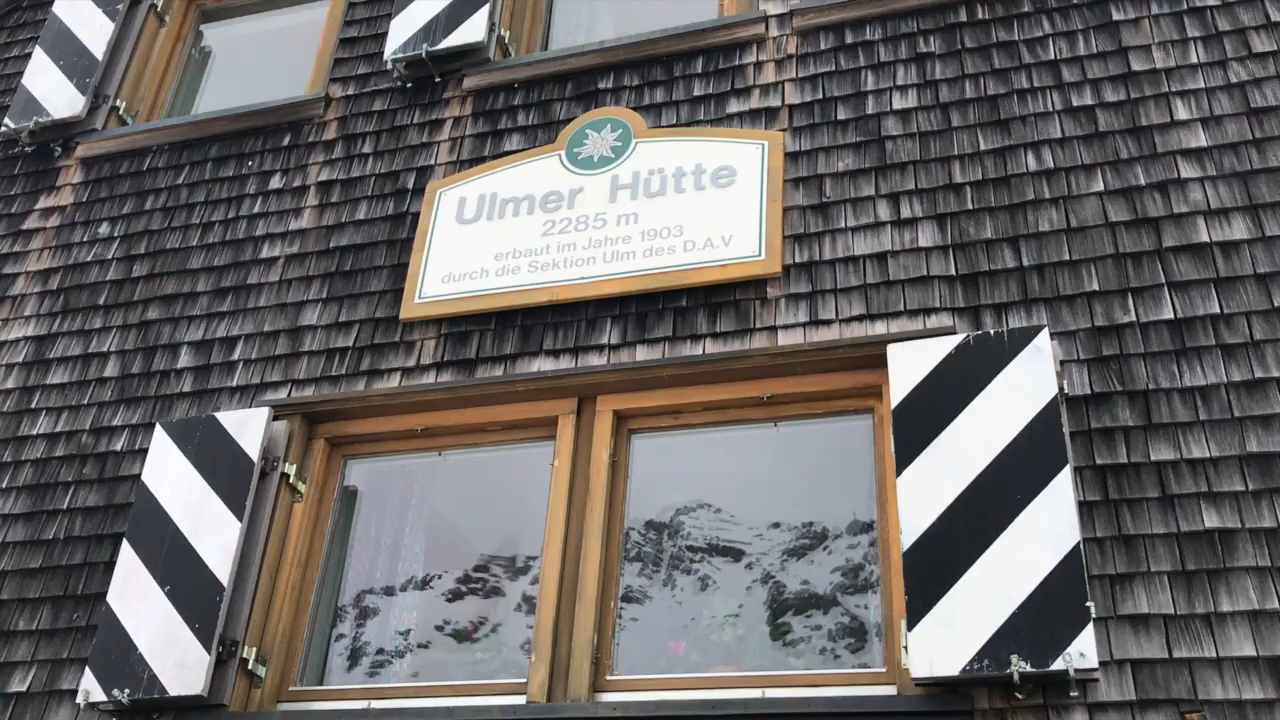 Ulmer Hütte
2285 m
erbaut im Jahre 1903
durch die Sektion Ulm des D.A.V